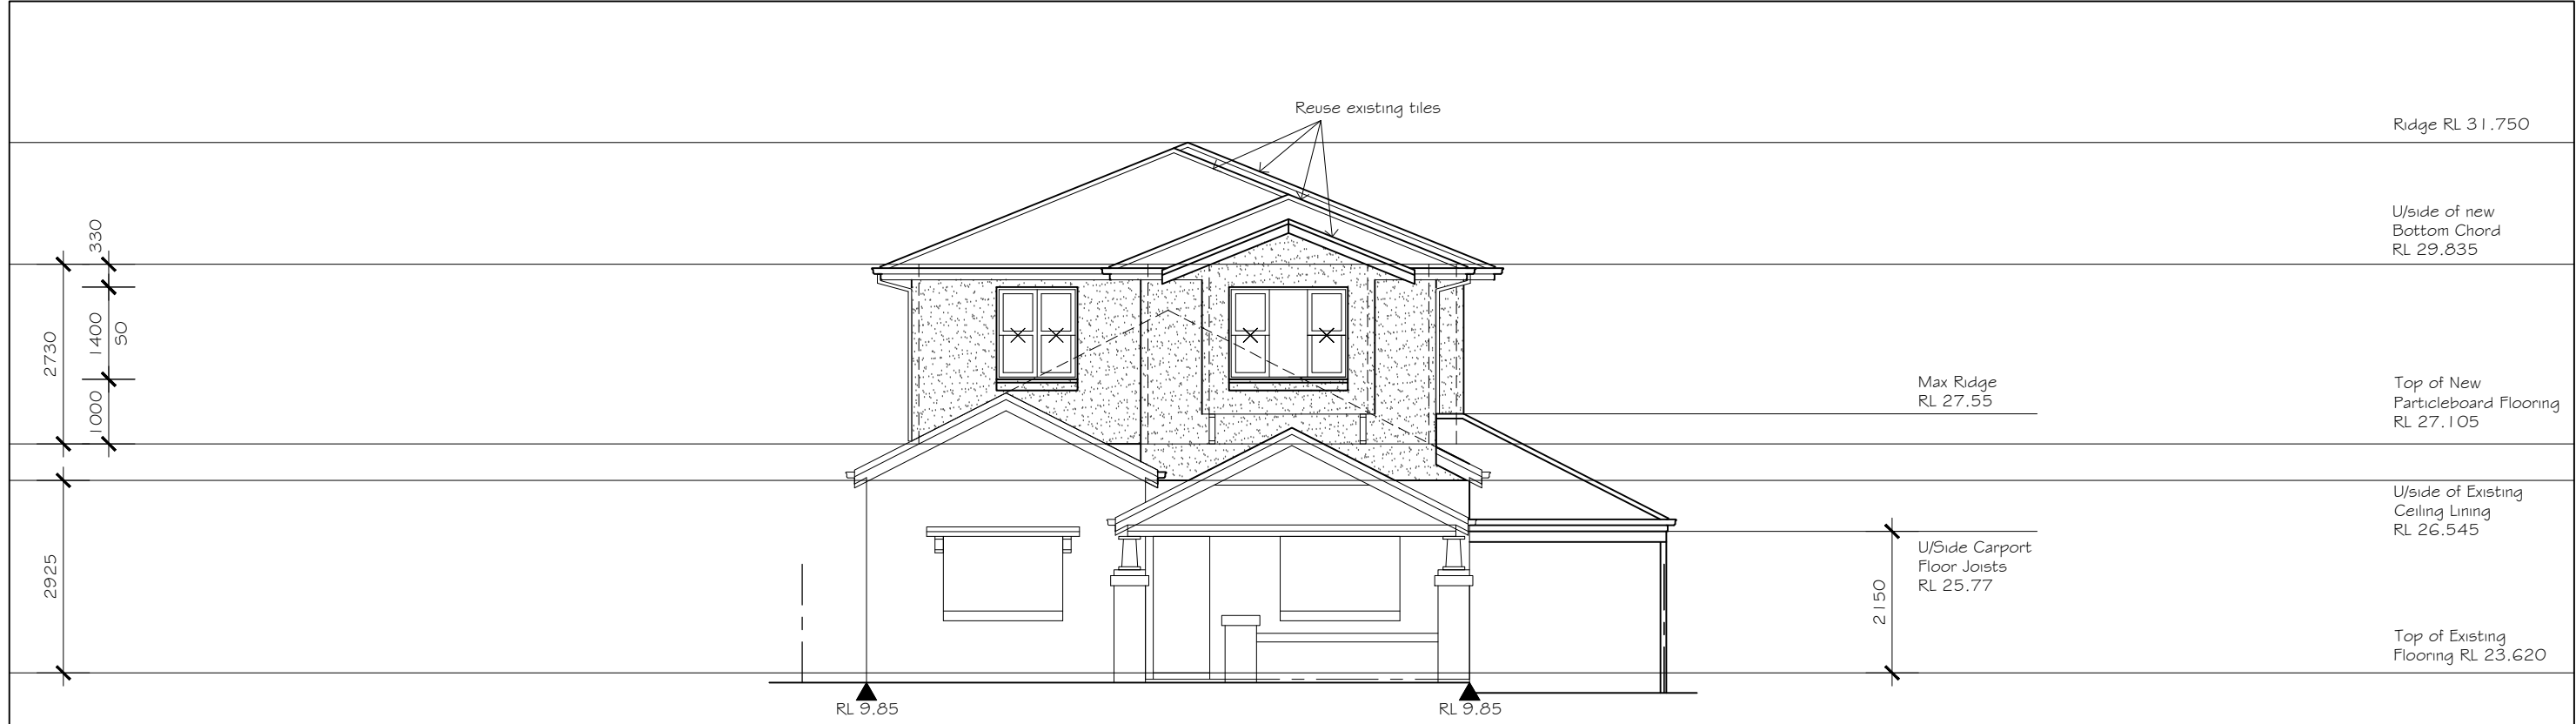 Reuse existing tiles
Ridge RL 31.750
U/side of new
Bottom Chord
RL 29.835
330
2730
1400
50
1000
Max Ridge
RL 27.55
Top of New
Particleboard Flooring
RL 27.105
U/side of Existing
Ceiling Lining
RL 26.545
U/Side Carport
Floor Joists
RL 25.77
2925
2150
Top of Existing
Flooring RL 23.620
RL 9.85
RL 9.85